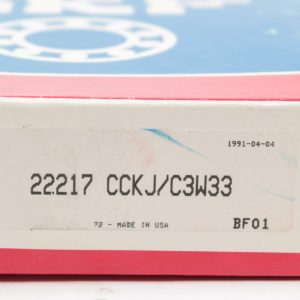 1991-04-04
22217 CCKJ/C3W33
72 - MADE IN USA
BF01